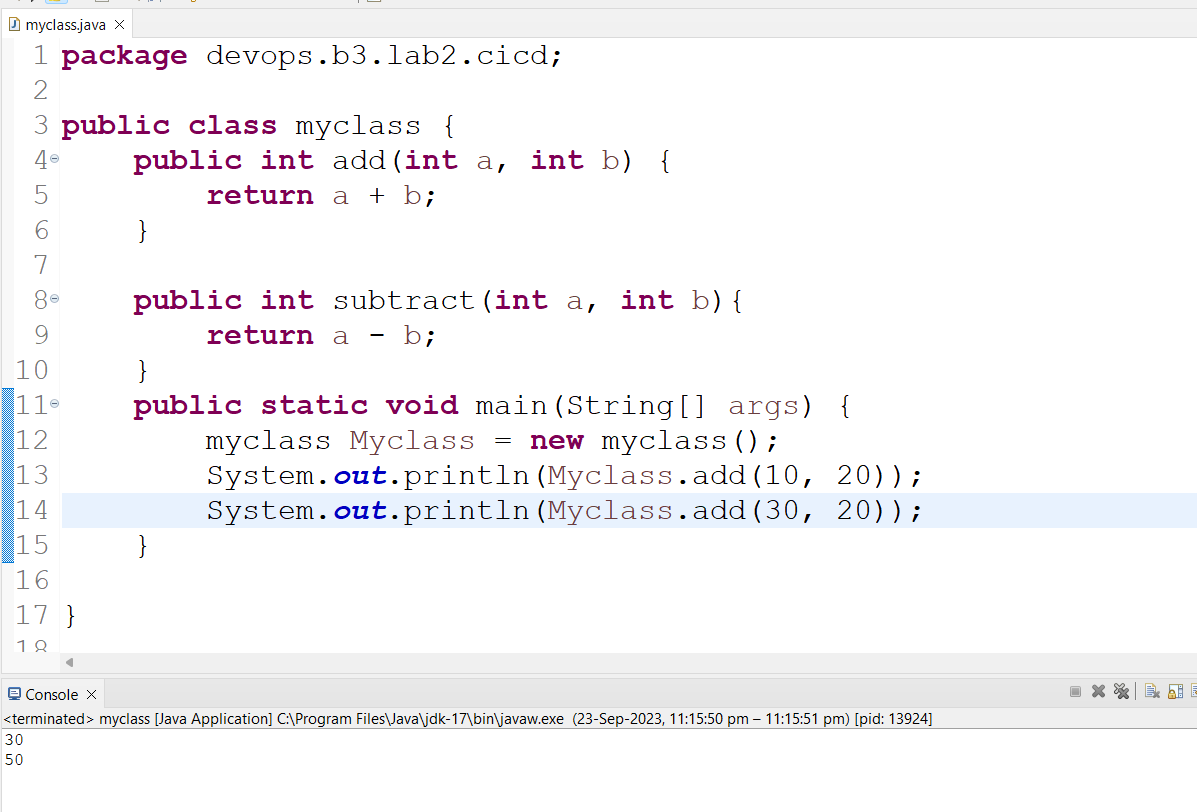 myclass.java
1 package devops.b3.lab2.cicd;
2
3 public class myclass {
4 public int add(int a, int b) {
5 return a + b;
6 }
7
8 public int subtract(int a, int b){
9 return a - b;
10 }
11 public static void main(String[] args) {
12 myclass Myclass = new myclass();
13 System.out.println(Myclass.add(10, 20));
14 System.out.println(Myclass.add(30, 20));
15 }
16
17 }
18
Console
<terminated> myclass [Java Application] C:\Program Files\Java\jdk-17\bin\javaw.exe (23-Sep-2023, 11:15:50 pm – 11:15:51 pm) [pid: 13924]
30
50